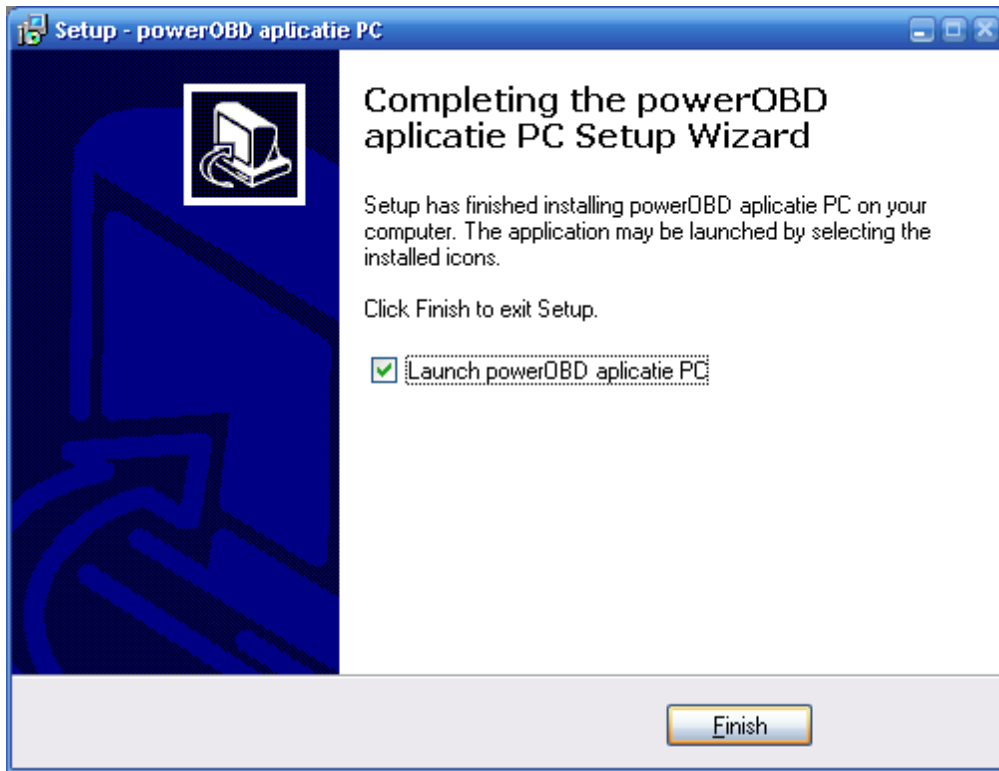 Setup - powerOBD aplicatie PC
Completing the powerOBD
aplicatie PC Setup Wizard
Setup has finished installing powerOBD aplicatie PC on your
computer. The application may be launched by selecting the
installed icons.
Click Finish to exit Setup.
Launch powerOBD aplicatie PC
Finish